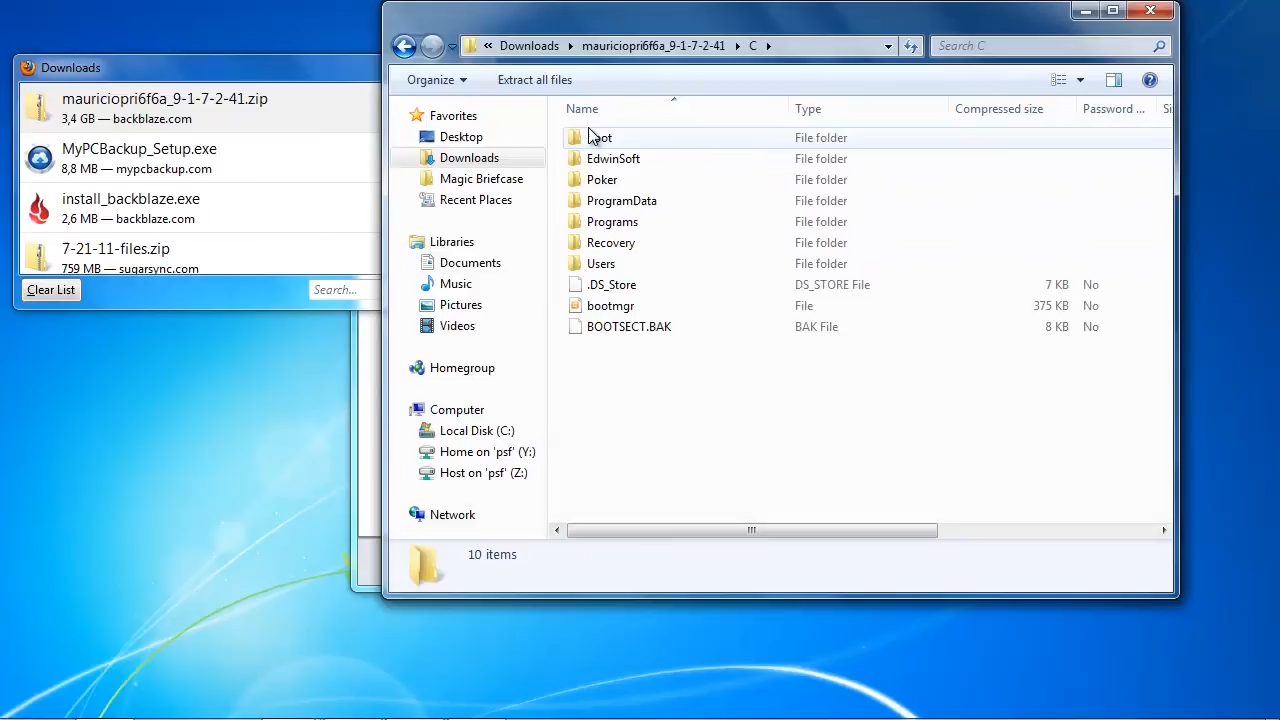 Downloads
mauriciopri6f6a_9-1-7-2-41.zip
3,4 GB — backblaze.com
MyPCBackup_Setup.exe
8,8 MB — mypcbackup.com
install_backblaze.exe
2,6 MB — backblaze.com
7-21-11-files.zip
759 MB — sugarsync.com
Clear List
Search...
« Downloads mauriciopri6f6a_9-1-7-2-41 C
Search C
Organize Extract all files
Favorites
Desktop
Downloads
Magic Briefcase
Recent Places
Libraries
Documents
Music
Pictures
Videos
Homegroup
Computer
Local Disk (C:)
Home on 'psf' (Y:)
Host on 'psf' (Z:)
Network
Name Type Compressed size Password ... Si
File folder
EdwinSoft File folder
Poker File folder
ProgramData File folder
Programs File folder
Recovery File folder
Users File folder
.DS_Store DS_STORE File 7 KB No
bootmgr File 375 KB No
BOOTSECT.BAK BAK File 8 KB No
10 items